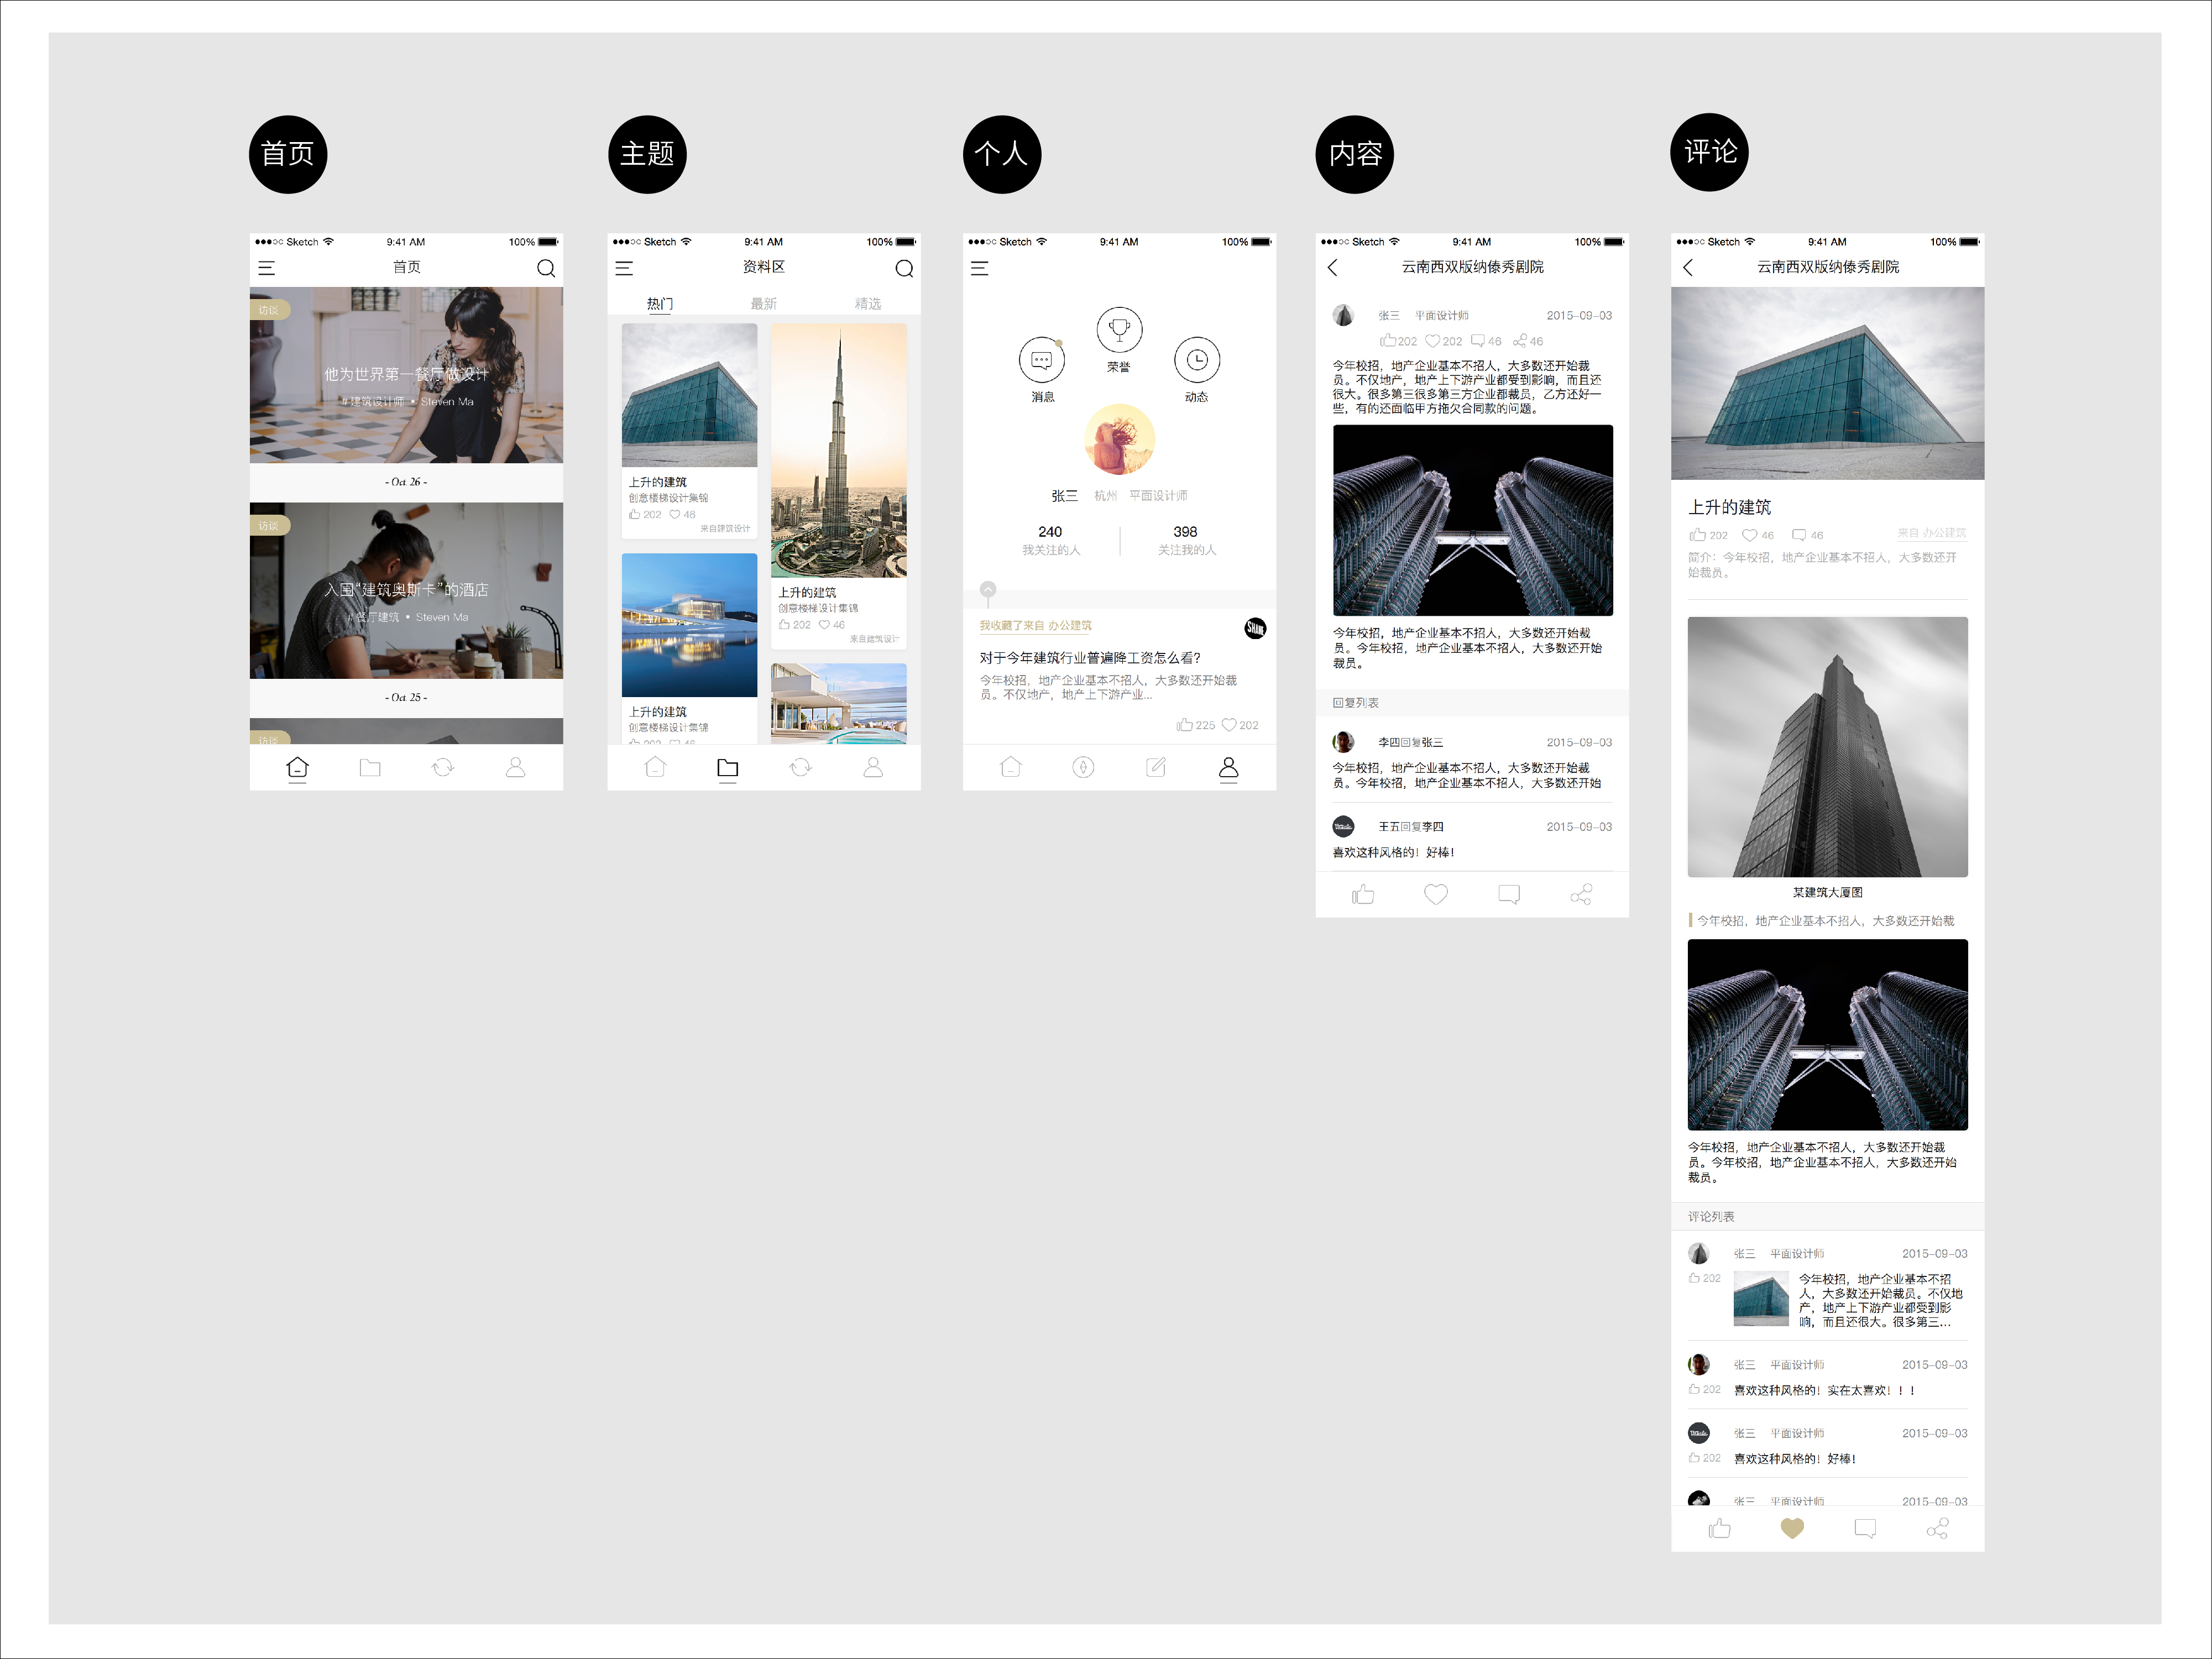 首页
主题
个人
内容
评论
Sketch 9:41 AM 100%
首页
访谈
他为世界第一餐厅做设计
#建筑设计师 • Steven Ma
- Oct. 26 -
访谈
入围“建筑奥斯卡”的酒店
#餐厅建筑 • Steven Ma
- Oct. 25 -
访谈
Sketch 9:41 AM 100%
资料区
热门 最新 精选
上升的建筑
创意楼梯设计集锦
202 46
来自建筑设计
上升的建筑
创意楼梯设计集锦
202 46
上升的建筑
创意楼梯设计集锦
202 46
来自建筑设计
Sketch 9:41 AM 100%
荣誉
消息
动态
张三 杭州 平面设计师
240 398
我关注的人 关注我的人
我收藏了来自 办公建筑
SHARE
对于今年建筑行业普遍降工资怎么看?
今年校招，地产企业基本不招人，大多数还开始裁
员。不仅地产，地产上下游产业...
225 202
Sketch 9:41 AM 100%
云南西双版纳傣秀剧院
张三 平面设计师 2015-09-03
202 202 46 46
今年校招，地产企业基本不招人，大多数还开始裁
员。不仅地产，地产上下游产业都受到影响，而且还
很大。很多第三很多第三方企业都裁员，乙方还好一
些，有的还面临甲方拖欠合同款的问题。
今年校招，地产企业基本不招人，大多数还开始裁
员。今年校招，地产企业基本不招人，大多数还开始
裁员。
回复列表
李四回复张三 2015-09-03
今年校招，地产企业基本不招人，大多数还开始裁
员。今年校招，地产企业基本不招人，大多数还开始
王五回复李四 2015-09-03
喜欢这种风格的！好棒！
Sketch 9:41 AM 100%
云南西双版纳傣秀剧院
上升的建筑
202 46 46 来自 办公建筑
简介：今年校招，地产企业基本不招人，大多数还开
始裁员。
某建筑大厦图
今年校招，地产企业基本不招人，大多数还开始裁
今年校招，地产企业基本不招人，大多数还开始裁
员。今年校招，地产企业基本不招人，大多数还开始
裁员。
评论列表
张三 平面设计师 2015-09-03
202
今年校招，地产企业基本不招
人，大多数还开始裁员。不仅地
产，地产上下游产业都受到影
响，而且还很大。很多第三...
张三 平面设计师 2015-09-03
202 喜欢这种风格的！实在太喜欢！！！
张三 平面设计师 2015-09-03
202 喜欢这种风格的！好棒！
张三 平面设计师 2015-09-03